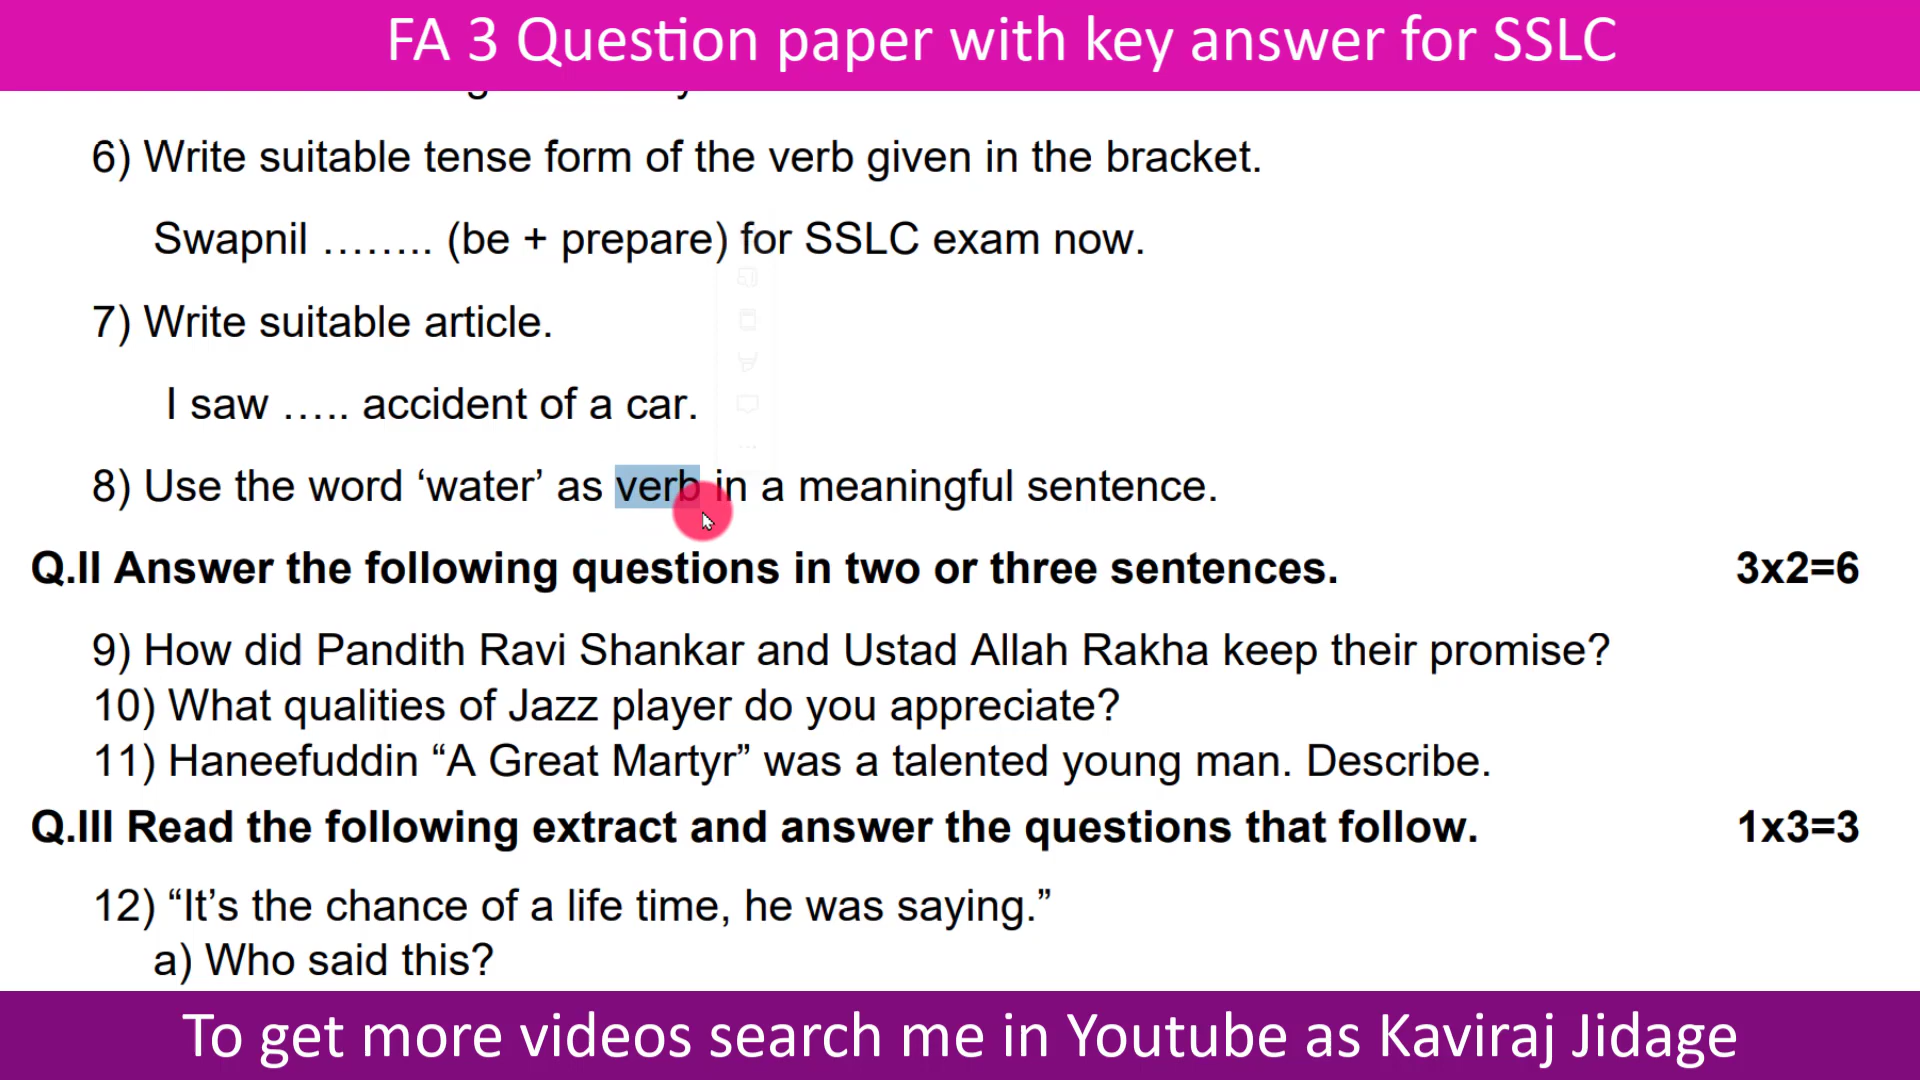 FA 3 Question paper with key answer for SSLC
6) Write suitable tense form of the verb given in the bracket.
Swapnil …….. (be + prepare) for SSLC exam now.
7) Write suitable article.
I saw ….. accident of a car.
8) Use the word ‘water’ as verb in a meaningful sentence.
Q.II Answer the following questions in two or three sentences. 3x2=6
9) How did Pandith Ravi Shankar and Ustad Allah Rakha keep their promise?
10) What qualities of Jazz player do you appreciate?
11) Haneefuddin “A Great Martyr” was a talented young man. Describe.
Q.III Read the following extract and answer the questions that follow. 1x3=3
12) “It’s the chance of a life time, he was saying.”
a) Who said this?
To get more videos search me in Youtube as Kaviraj Jidage